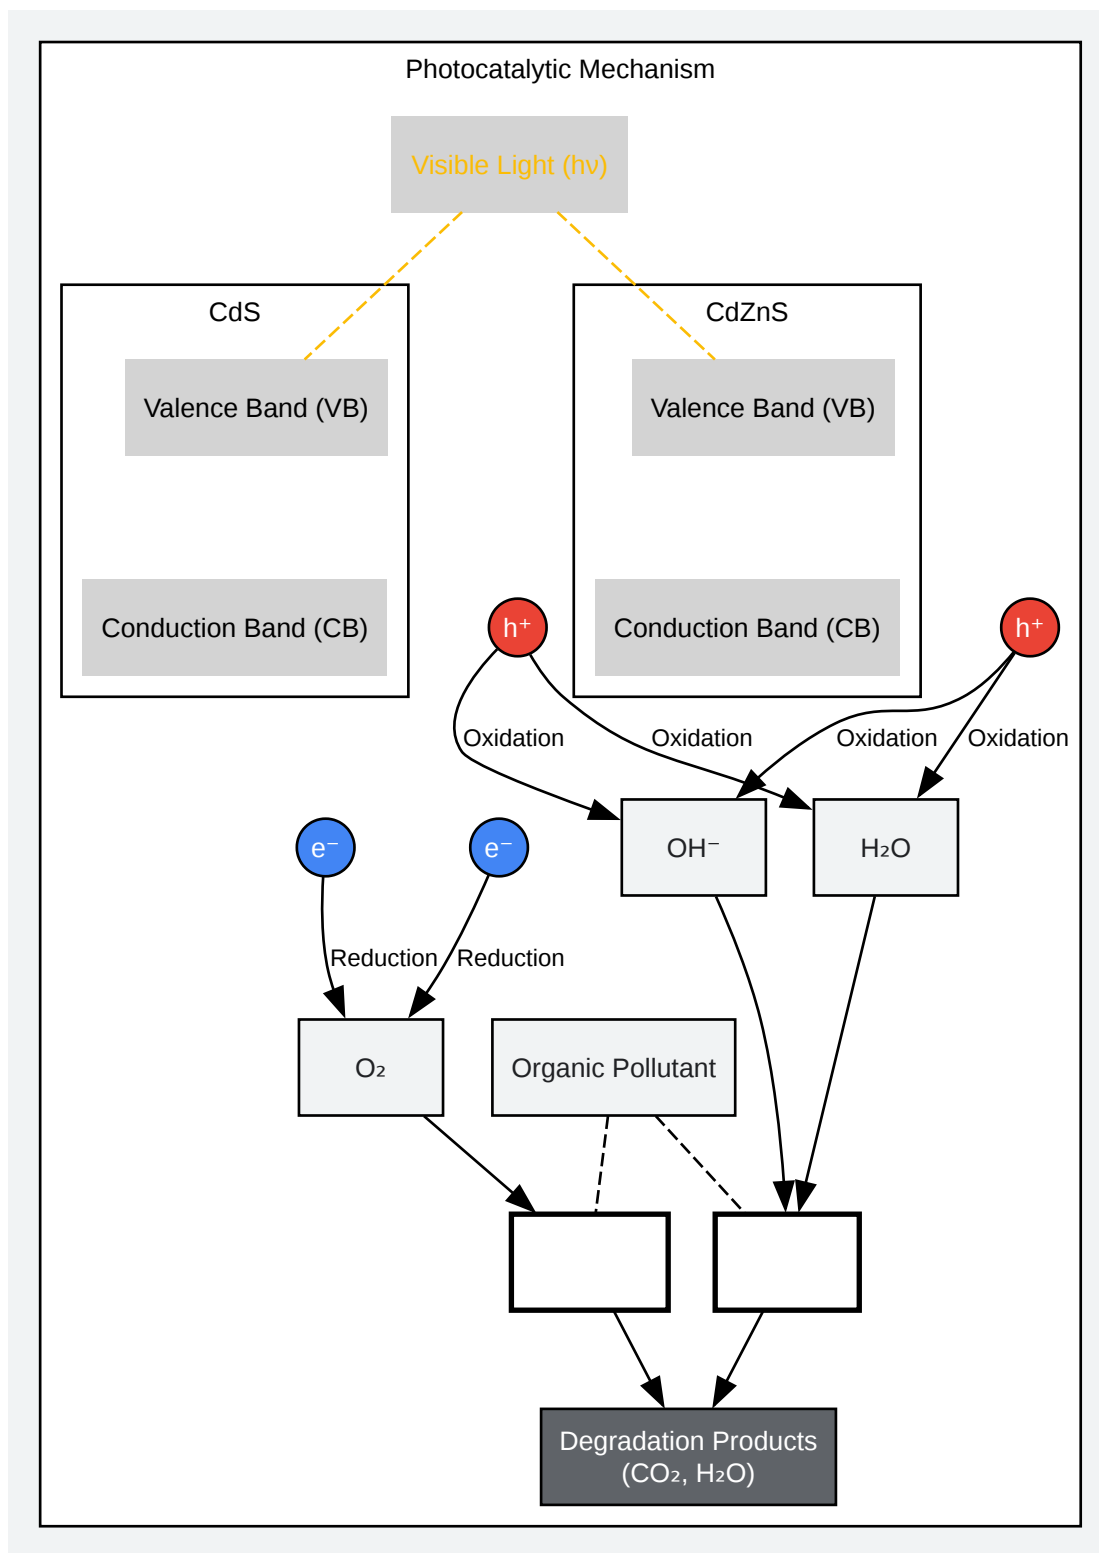 Photocatalytic Mechanism
Visible Light (hν)
CdS
CdZnS
Valence Band (VB)
Valence Band (VB)
Conduction Band (CB)
h⁺
Conduction Band (CB)
h⁺
Oxidation
Oxidation
Oxidation
Oxidation
e⁻
e⁻
OH⁻
H₂O
Reduction
Reduction
O₂
Organic Pollutant
Degradation Products
(CO₂, H₂O)